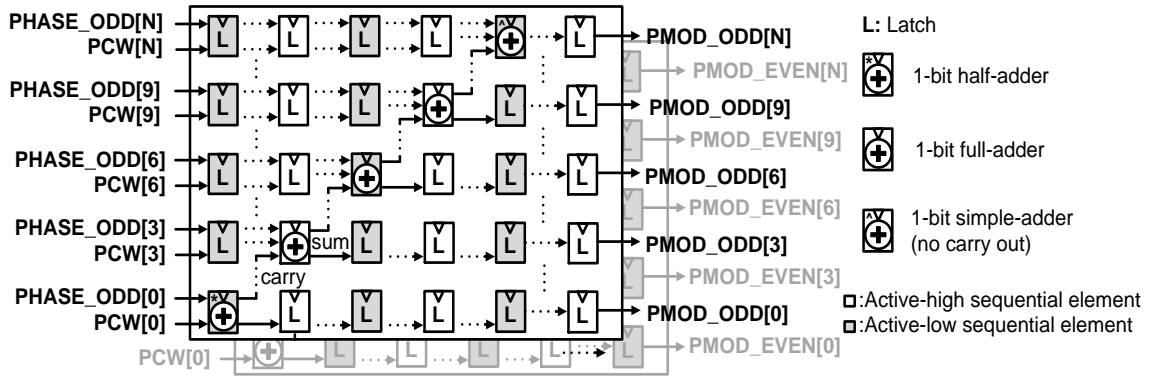 PHASE_ODD[N]
PCW[N]
L L L L L
PMOD_ODD[N]
L
PMOD_EVEN[N]
PHASE_ODD[9]
PCW[9]
L L L L L
PMOD_ODD[9]
L
PMOD_EVEN[9]
PHASE_ODD[6]
PCW[6]
L L L L L
PMOD_ODD[6]
L
PMOD_EVEN[6]
PHASE_ODD[3]
PCW[3]
L sum L L L L
PMOD_ODD[3]
L
PMOD_EVEN[3]
carry
PHASE_ODD[0]
PCW[0]
* L L L L L
PMOD_ODD[0]
PCW[0]
L L L L L
PMOD_EVEN[0]
L: Latch
* 1-bit half-adder
1-bit full-adder
^ 1-bit simple-adder
(no carry out)
:Active-high sequential element
:Active-low sequential element